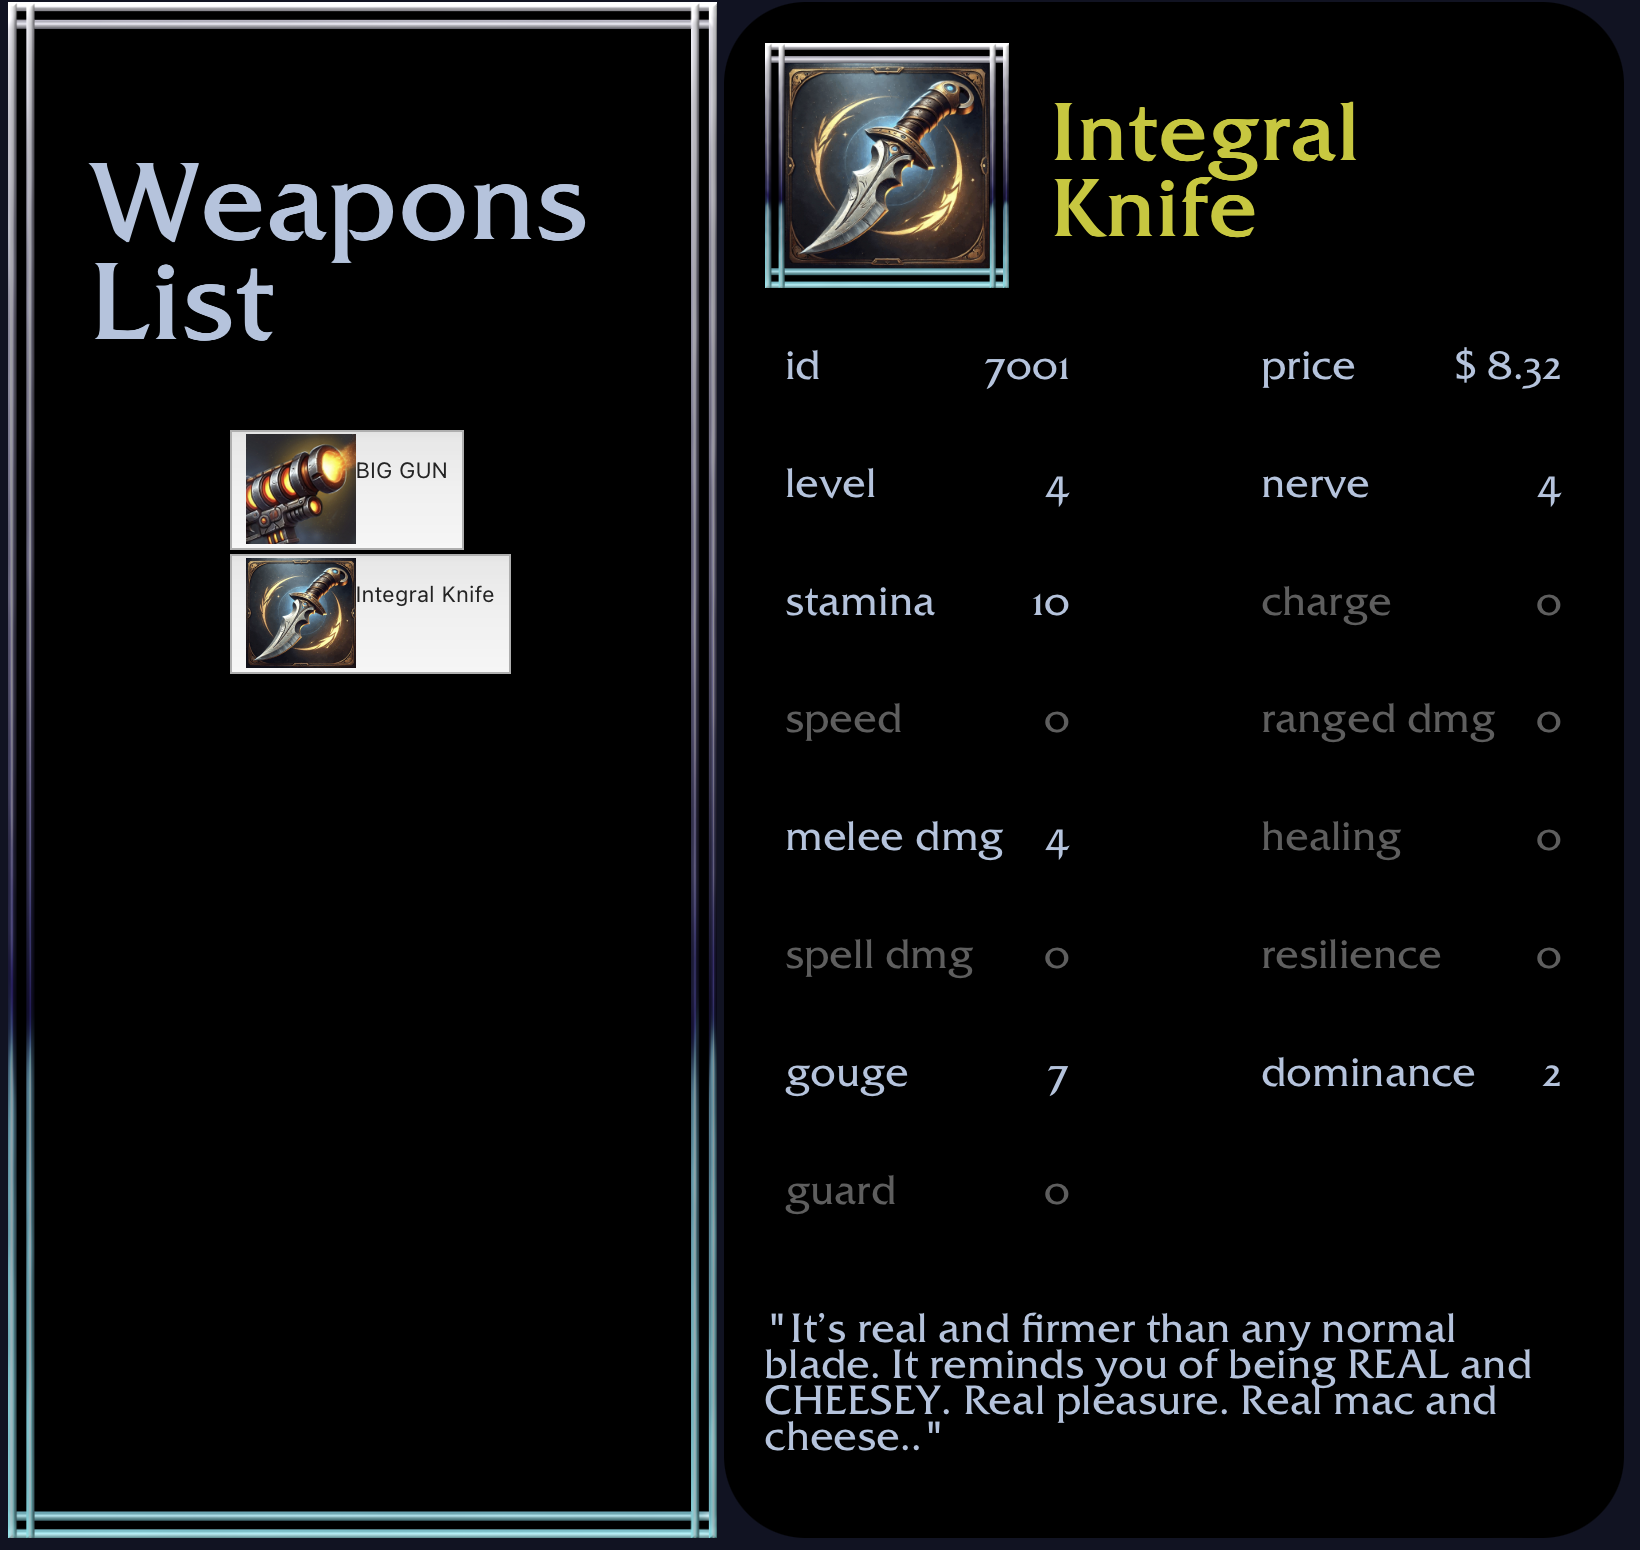 Weapons
List
BIG GUN
Integral Knife
Integral
Knife
id 7001 price $ 8.32
level 4 nerve 4
stamina 10 charge 0
speed 0 ranged dmg 0
melee dmg 4 healing 0
spell dmg 0 resilience 0
gouge 7 dominance 2
guard 0
"It’s real and firmer than any normal
blade. It reminds you of being REAL and
CHEESEY. Real pleasure. Real mac and
cheese.."